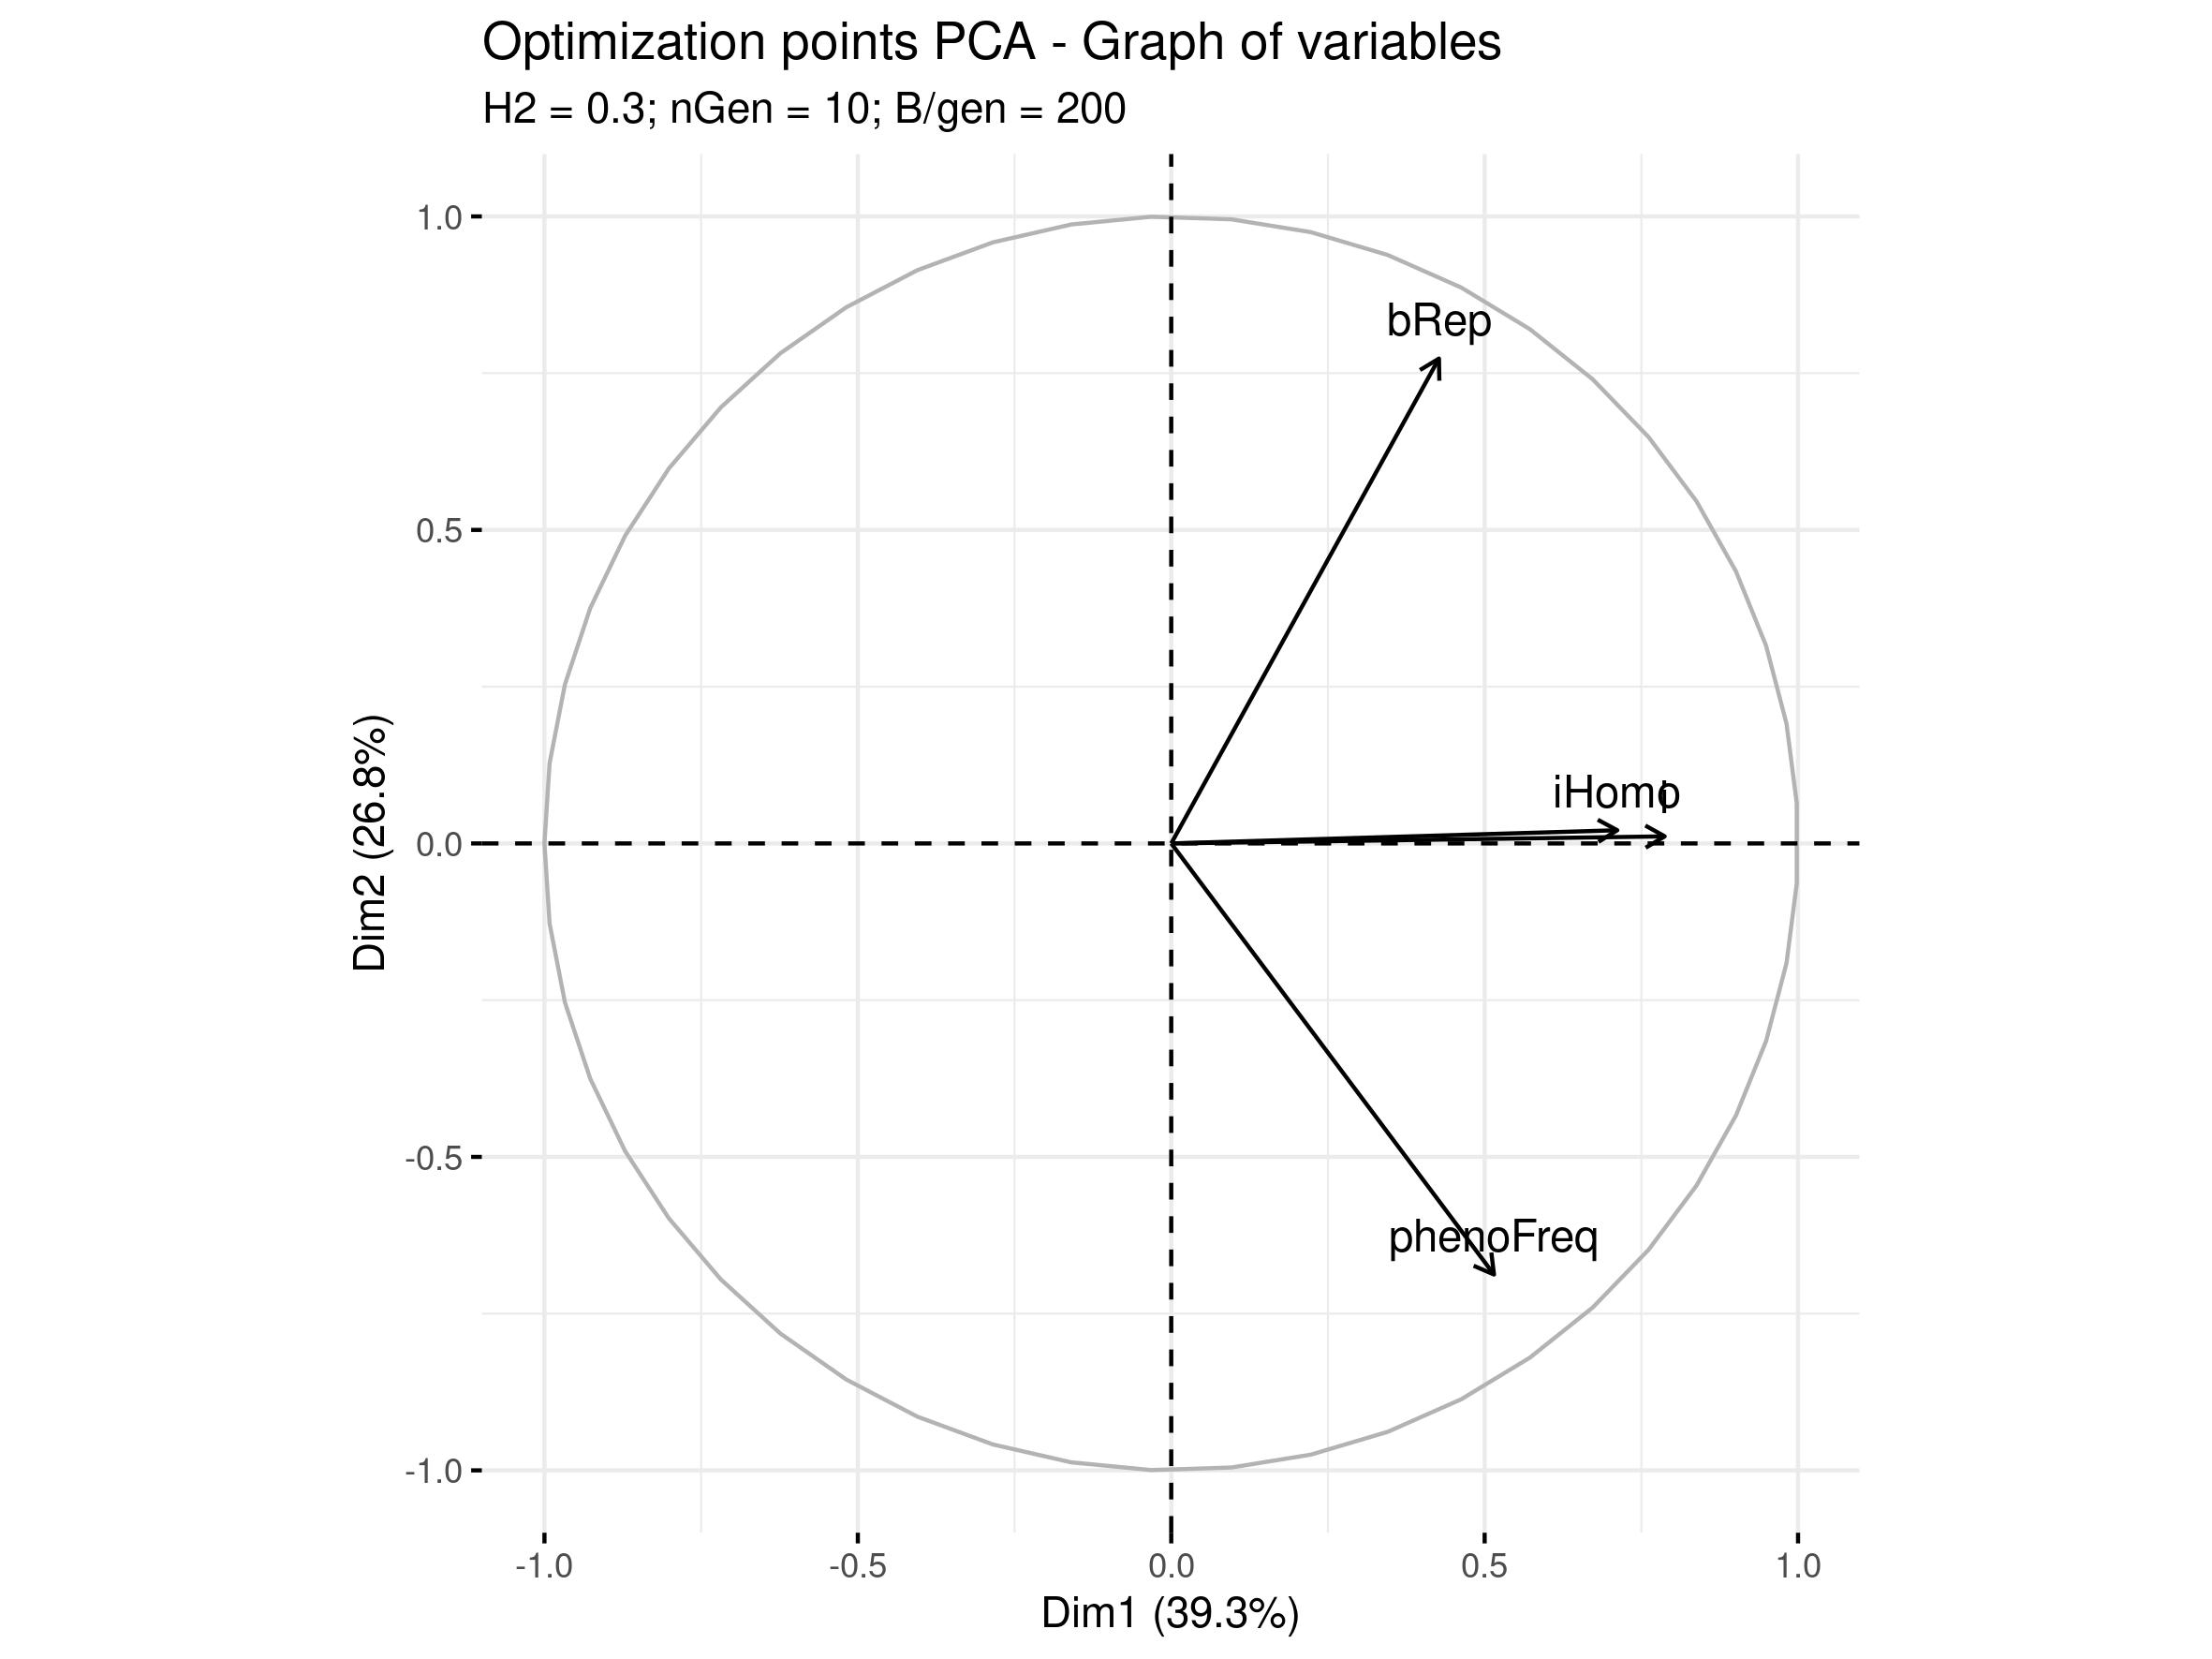 Optimization points PCA - Graph of variables
H2 = 0.3; nGen = 10; B/gen = 200
1.0
0.5
0.0
-0.5
-1.0
Dim2 (26.8%)
bRep
iHomo
i
phenoFreq
-1.0
-0.5
0.0
0.5
1.0
Dim1 (39.3%)